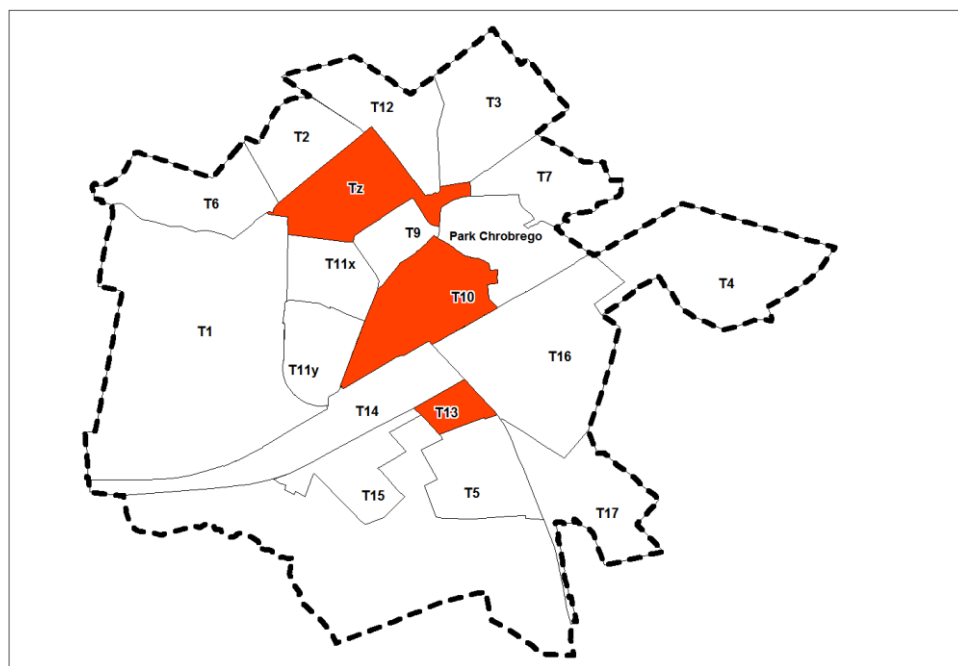 T3
T12
T2
T7
Tz
T6
T9
Park Chrobrego
T11x
T4
T10
T1
T16
T11y
T14
T13
T15
T5
T17